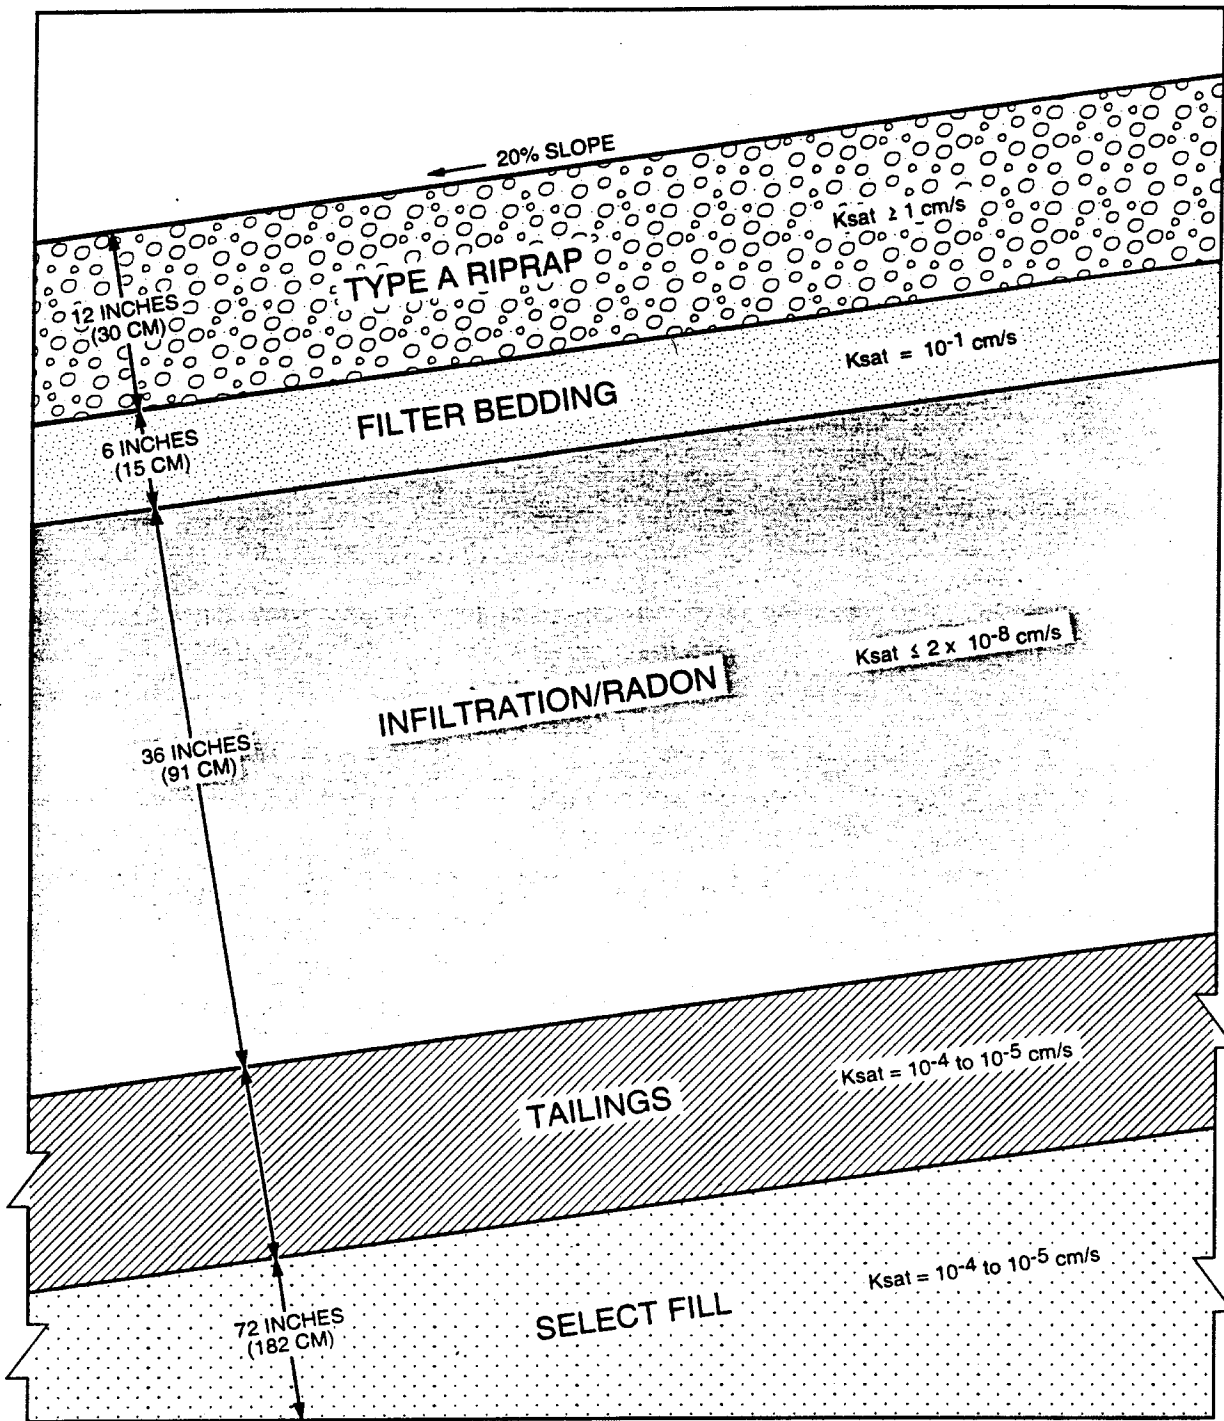 20% SLOPE
Ksat ≥ 1 cm/s
TYPE A RIPRAP
12 INCHES
(30 CM)
Ksat = 10⁻¹ cm/s
FILTER BEDDING
6 INCHES
(15 CM)
Ksat ≤ 2 x 10⁻⁸ cm/s
INFILTRATION/RADON
36 INCHES
(91 CM)
Ksat = 10⁻⁴ to 10⁻⁵ cm/s
TAILINGS
Ksat = 10⁻⁴ to 10⁻⁵ cm/s
SELECT FILL
72 INCHES
(182 CM)